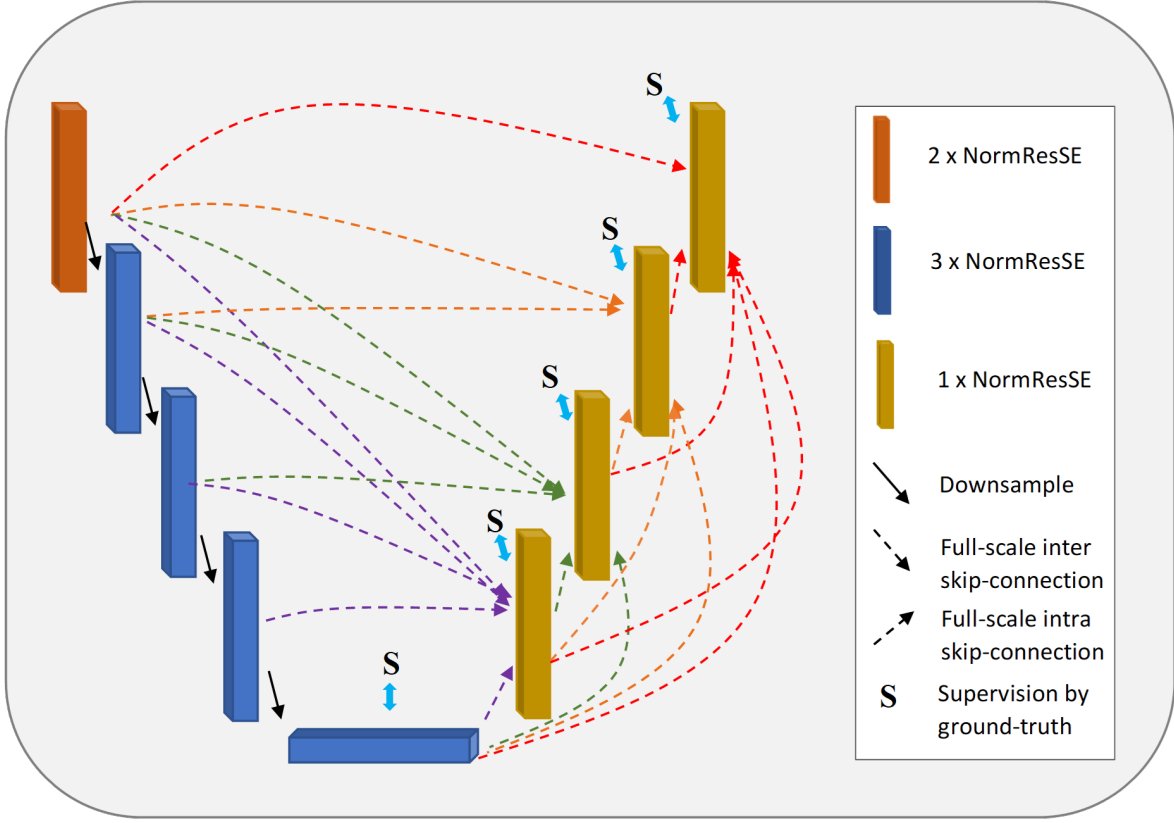 S
S
S
S
S
2 x NormResSE
3 x NormResSE
1 x NormResSE
Downsample
Full-scale inter
skip-connection
Full-scale intra
skip-connection
S
Supervision by
ground-truth